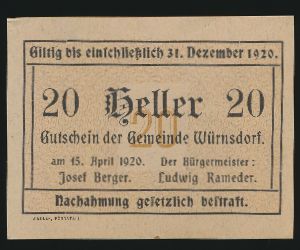 Giltig bis einschließlich 31. Dezember 1920.
20 Heller 20
20
Gutschein der Gemeinde Würnsdorf.
am 15. April 1920. Der Bürgermeister:
Josef Berger. Ludwig Rameder.
Nachahmung gesetzlich bestraft.